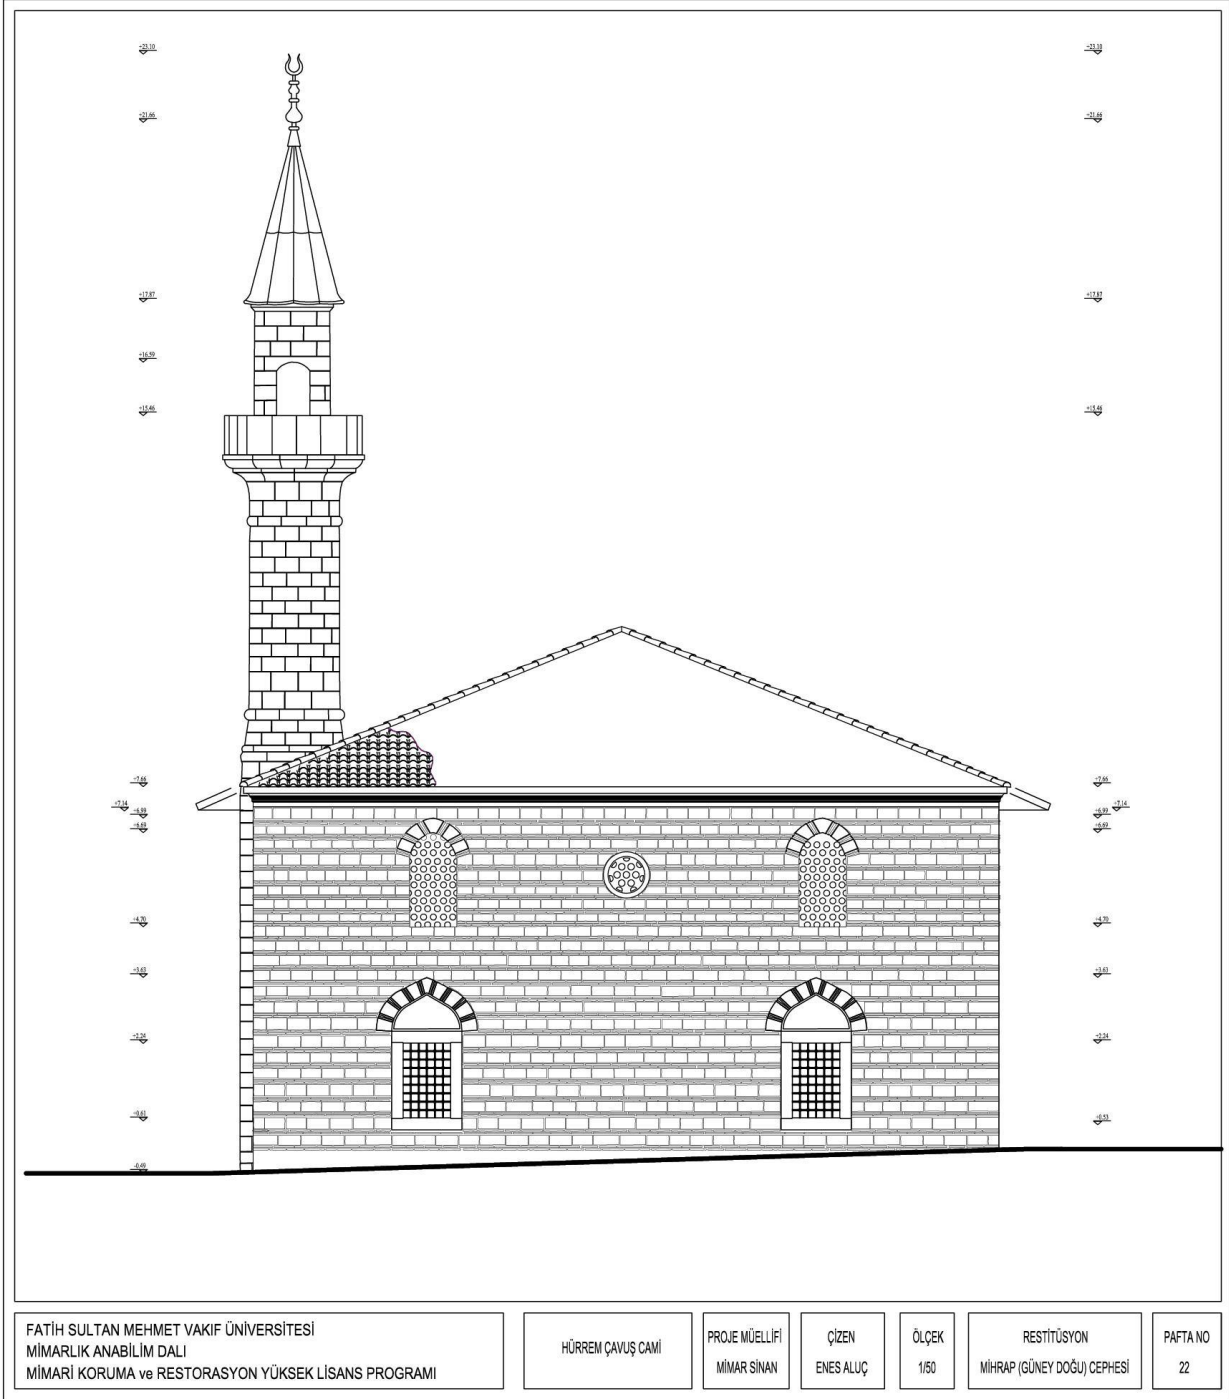 +23.10 +23.10
+21.66 +21.66
+17.87 +17.87
+16.59
+15.46 +15.46
+7.66 +7.66
+7.14 +7.14
+6.99 +6.99
+6.69 +6.69
+4.70 +4.70
+3.63 +3.63
+2.24 +2.24
+0.61 +0.53
-0.49
FATİH SULTAN MEHMET VAKIF ÜNİVERSİTESİ
MİMARLIK ANABİLİM DALI
MİMARİ KORUMA ve RESTORASYON YÜKSEK LİSANS PROGRAMI
HÜRREM ÇAVUŞ CAMİ
PROJE MÜELLİFİ
MİMAR SİNAN
ÇİZEN
ENES ALUÇ
ÖLÇEK
1/50
RESTİTÜSYON
MİHRAP (GÜNEY DOĞU) CEPHESİ
PAFTA NO
22